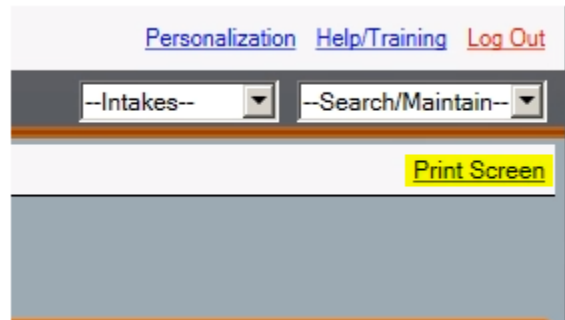 Personalization Help/Training Log Out
--Intakes-- --Search/Maintain--
Print Screen